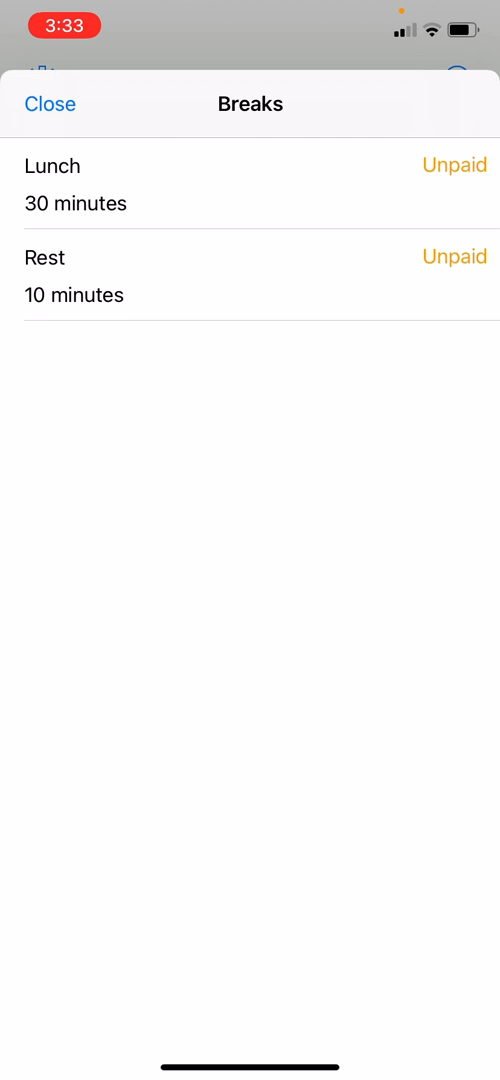 3:33
Close
Breaks
Lunch
Unpaid
30 minutes
Rest
Unpaid
10 minutes